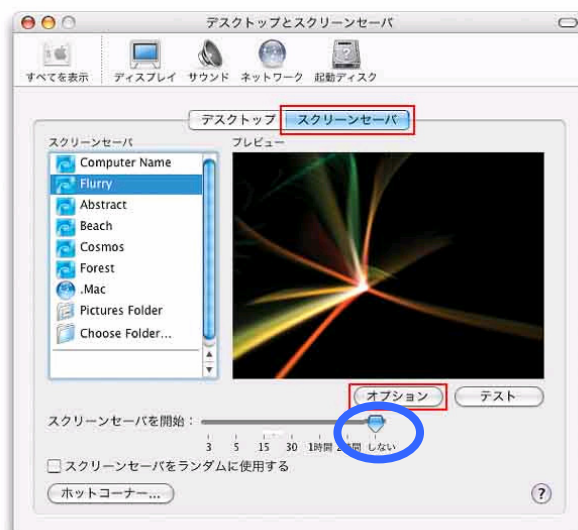 デスクトップとスクリーンセーバ
すべてを表示 ディスプレイ サウンド ネットワーク 起動ディスク
デスクトップ スクリーンセーバ
スクリーンセーバ プレビュー
Computer Name
Flurry
Abstract
Beach
Cosmos
Forest
.Mac
Pictures Folder
Choose Folder...
オプション テスト
スクリーンセーバを開始：
3 5 15 30 1時間 2時間 しない
スクリーンセーバをランダムに使用する
ホットコーナー... ?